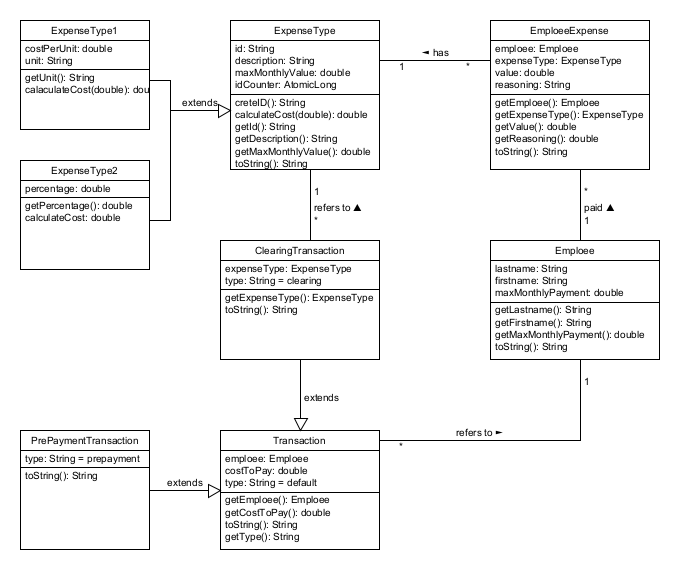 ExpenseType1
costPerUnit: double
unit: String
getUnit(): String
calaculateCost(double): dou
ExpenseType
id: String
description: String
maxMonthlyValue: double
idCounter: AtomicLong
creteID(): String
calculateCost(double): double
getId(): String
getDescription(): String
getMaxMonthlyValue(): double
toString(): String
EmploeeExpense
emploee: Emploee
expenseType: ExpenseType
value: double
reasoning: String
getEmploee(): Emploee
getExpenseType(): ExpenseType
getValue(): double
getReasoning(): double
toString(): String
◄ has
1
*
extends
ExpenseType2
percentage: double
getPercentage(): double
calculateCost: double
1
refers to ▲
*
*
paid ▲
1
ClearingTransaction
expenseType: ExpenseType
type: String = clearing
getExpenseType(): ExpenseType
toString(): String
Emploee
lastname: String
firstname: String
maxMonthlyPayment: double
getLastname(): String
getFirstname(): String
getMaxMonthlyPayment(): double
toString(): String
extends
1
refers to ►
*
PrePaymentTransaction
type: String = prepayment
toString(): String
extends
Transaction
emploee: Emploee
costToPay: double
type: String = default
getEmploee(): Emploee
getCostToPay(): double
toString(): String
getType(): String